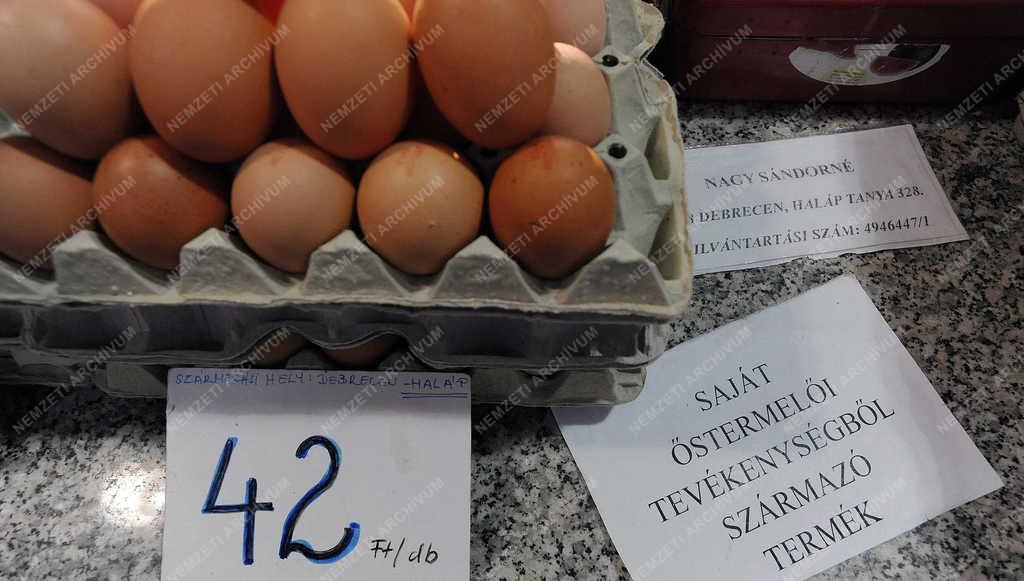 NAGY SÁNDORNÉ
DEBRECEN, HALÁP TANYA 328.
ILVÁNTARTÁSI SZÁM: 4946447/1
SZÁRMAZÁSI HELY: DEBRECEN -HALÁP
42 Ft/db
SAJÁT
ŐSTERMELŐI
TEVÉKENYSÉGBŐL
SZÁRMAZÓ
TERMÉK
NEMZETI ARCHÍVUM